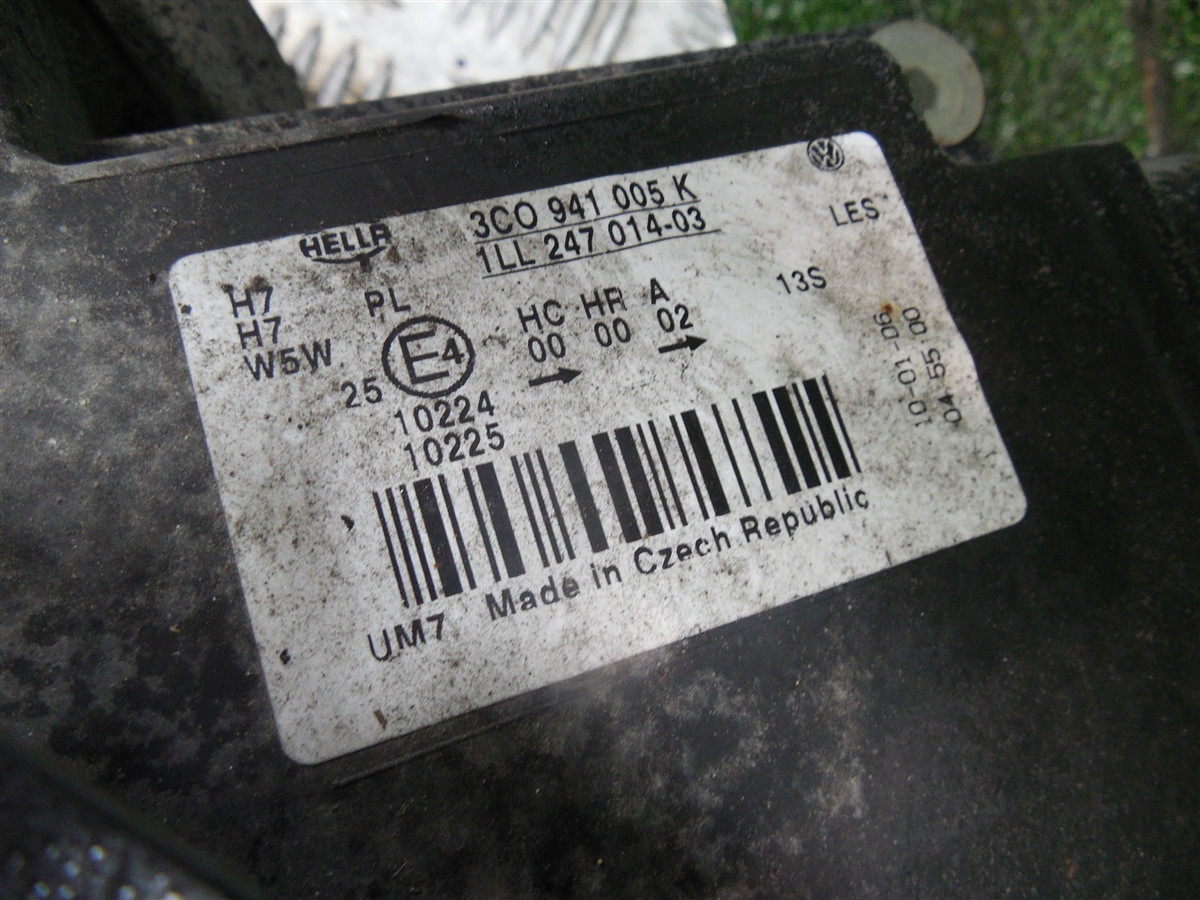 HELLA
3C0 941 005 K
1LL 247 014-03
VW
LES
H7
H7
W5W
PL
25
E4
10224
10225
HC HR A
00 00 02
→ →
13S
10-01-06
04:55:00
UM7 Made in Czech Republic